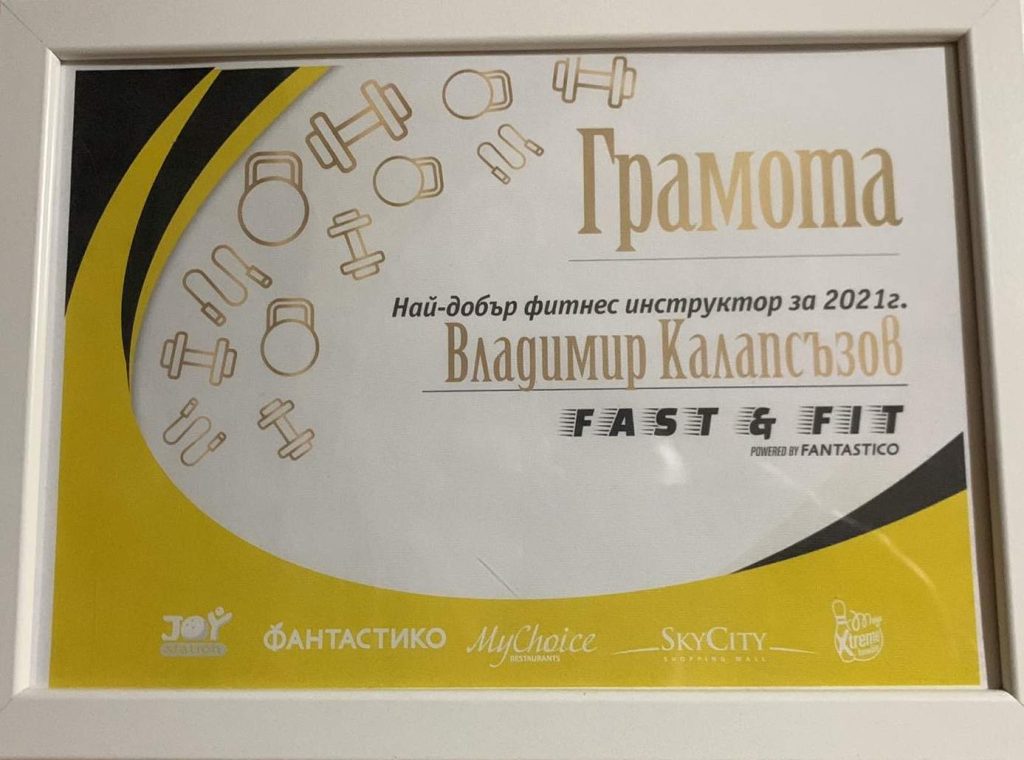 Грамота
Най-добър фитнес инструктор за 2021г.
Владимир Калапсъзов
FAST & FIT
POWERED BY FANTASTICO
JOY station
ФАНТАСТИКО
MyChoice
RESTAURANTS
SKYCITY
SHOPPING MALL
Xtreme